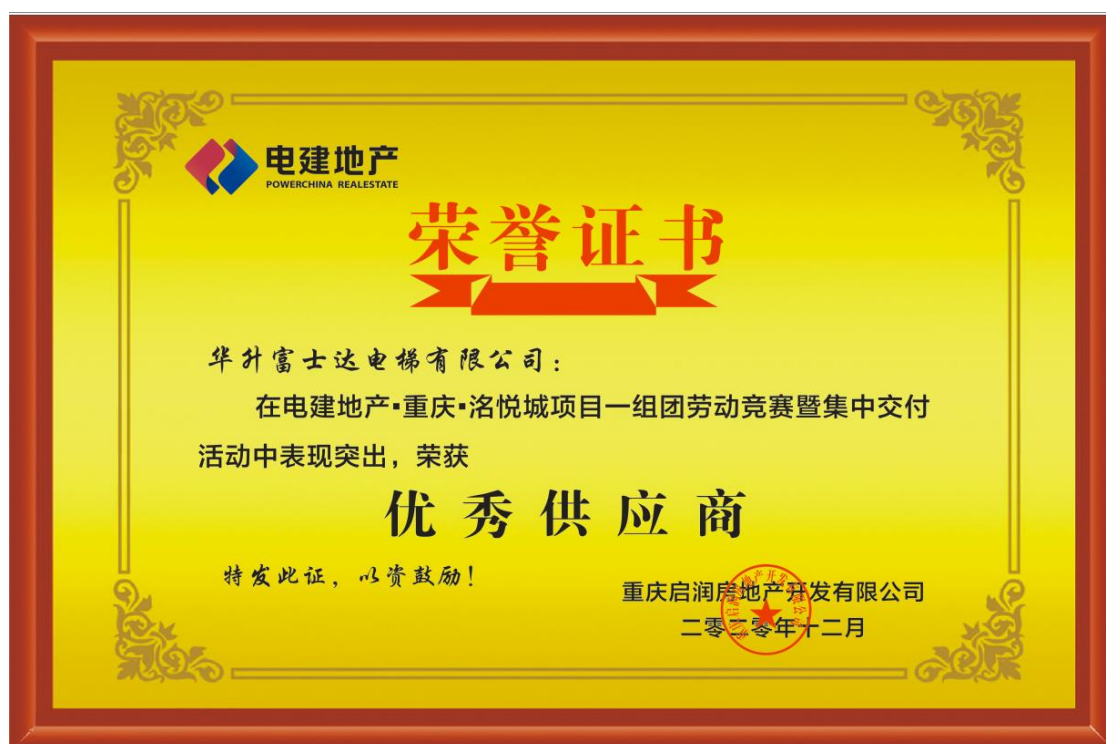 电建地产
POWERCHINA REALESTATE
荣誉证书
华升富士达电梯有限公司：
在电建地产▪重庆▪洺悦城项目一组团劳动竞赛暨集中交付
活动中表现突出，荣获
优秀供应商
特发此证，以资鼓励！
重庆启润房地产开发有限公司
二零二零年十二月